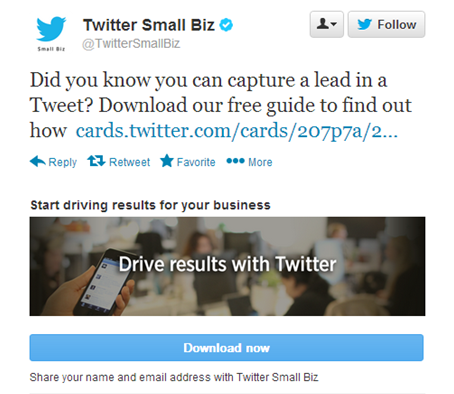 Twitter Small Biz
@TwitterSmallBiz
Small Biz
Follow
Did you know you can capture a lead in a
Tweet? Download our free guide to find out
how cards.twitter.com/cards/207p7a/2...
Reply Retweet Favorite More
Start driving results for your business
Drive results with Twitter
Download now
Share your name and email address with Twitter Small Biz